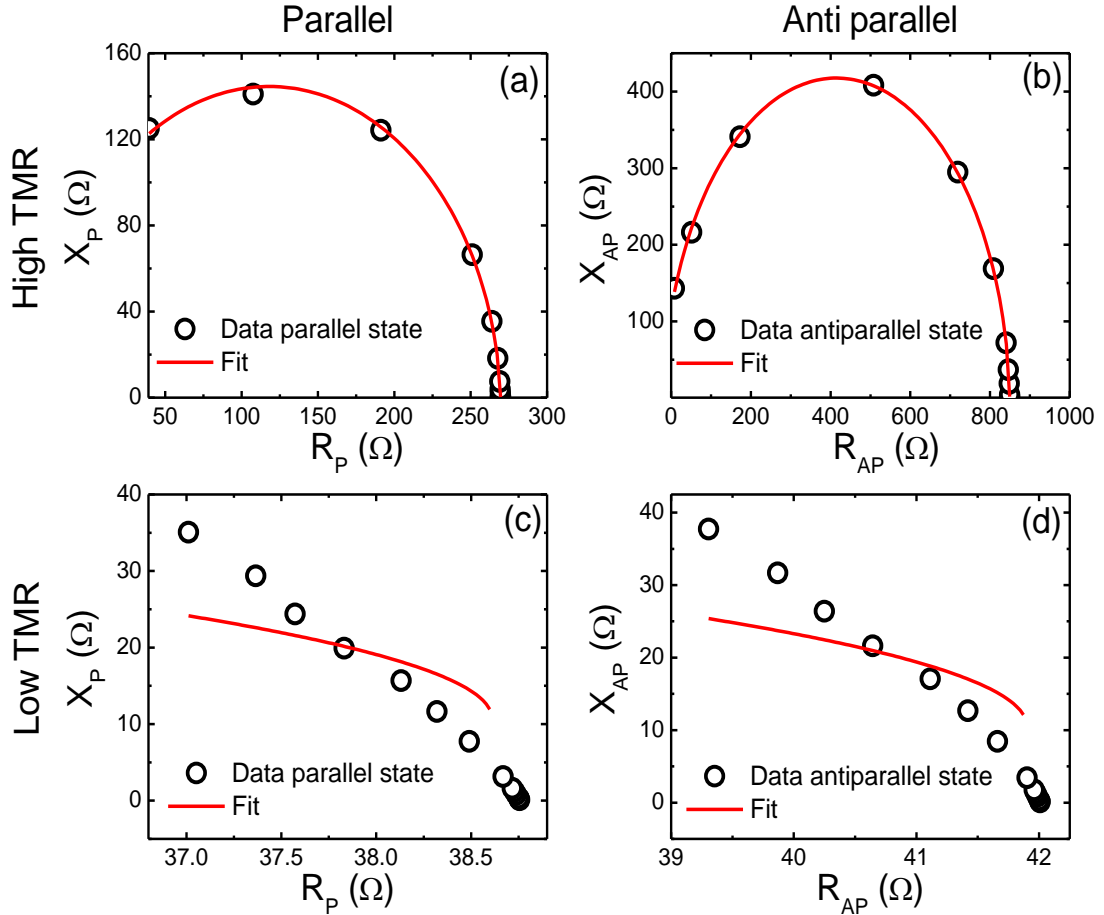 Parallel
Anti parallel
High TMR
160
120
80
40
0
X_P (Ω)
(a)
Data parallel state
Fit
50 100 150 200 250 300
R_P (Ω)
400
300
200
100
X_AP (Ω)
(b)
Data antiparallel state
Fit
0 200 400 600 800 1000
R_AP (Ω)
Low TMR
40
30
20
10
0
X_P (Ω)
(c)
Data parallel state
Fit
37.0 37.5 38.0 38.5
R_P (Ω)
40
30
20
10
0
X_AP (Ω)
(d)
Data antiparallel state
Fit
39 40 41 42
R_AP (Ω)